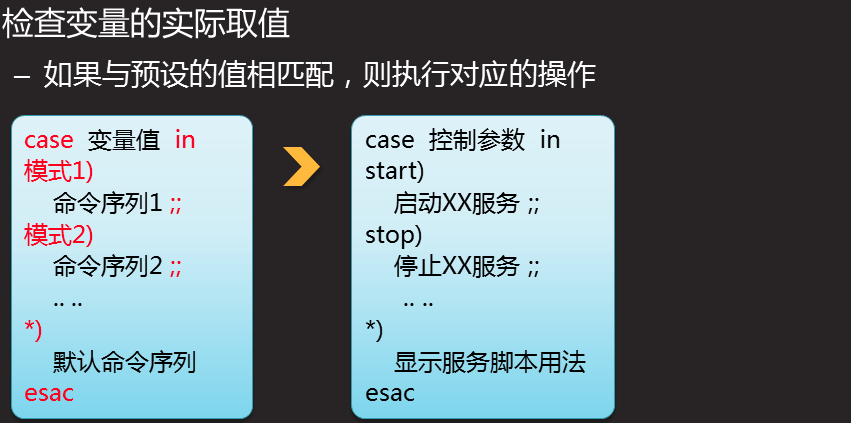 检查变量的实际取值
– 如果与预设的值相匹配，则执行对应的操作
case 变量值 in
模式1)
命令序列1 ;;
模式2)
命令序列2 ;;
.. ..
*)
默认命令序列
esac
case 控制参数 in
start)
启动XX服务 ;;
stop)
停止XX服务 ;;
.. ..
*)
显示服务脚本用法
esac